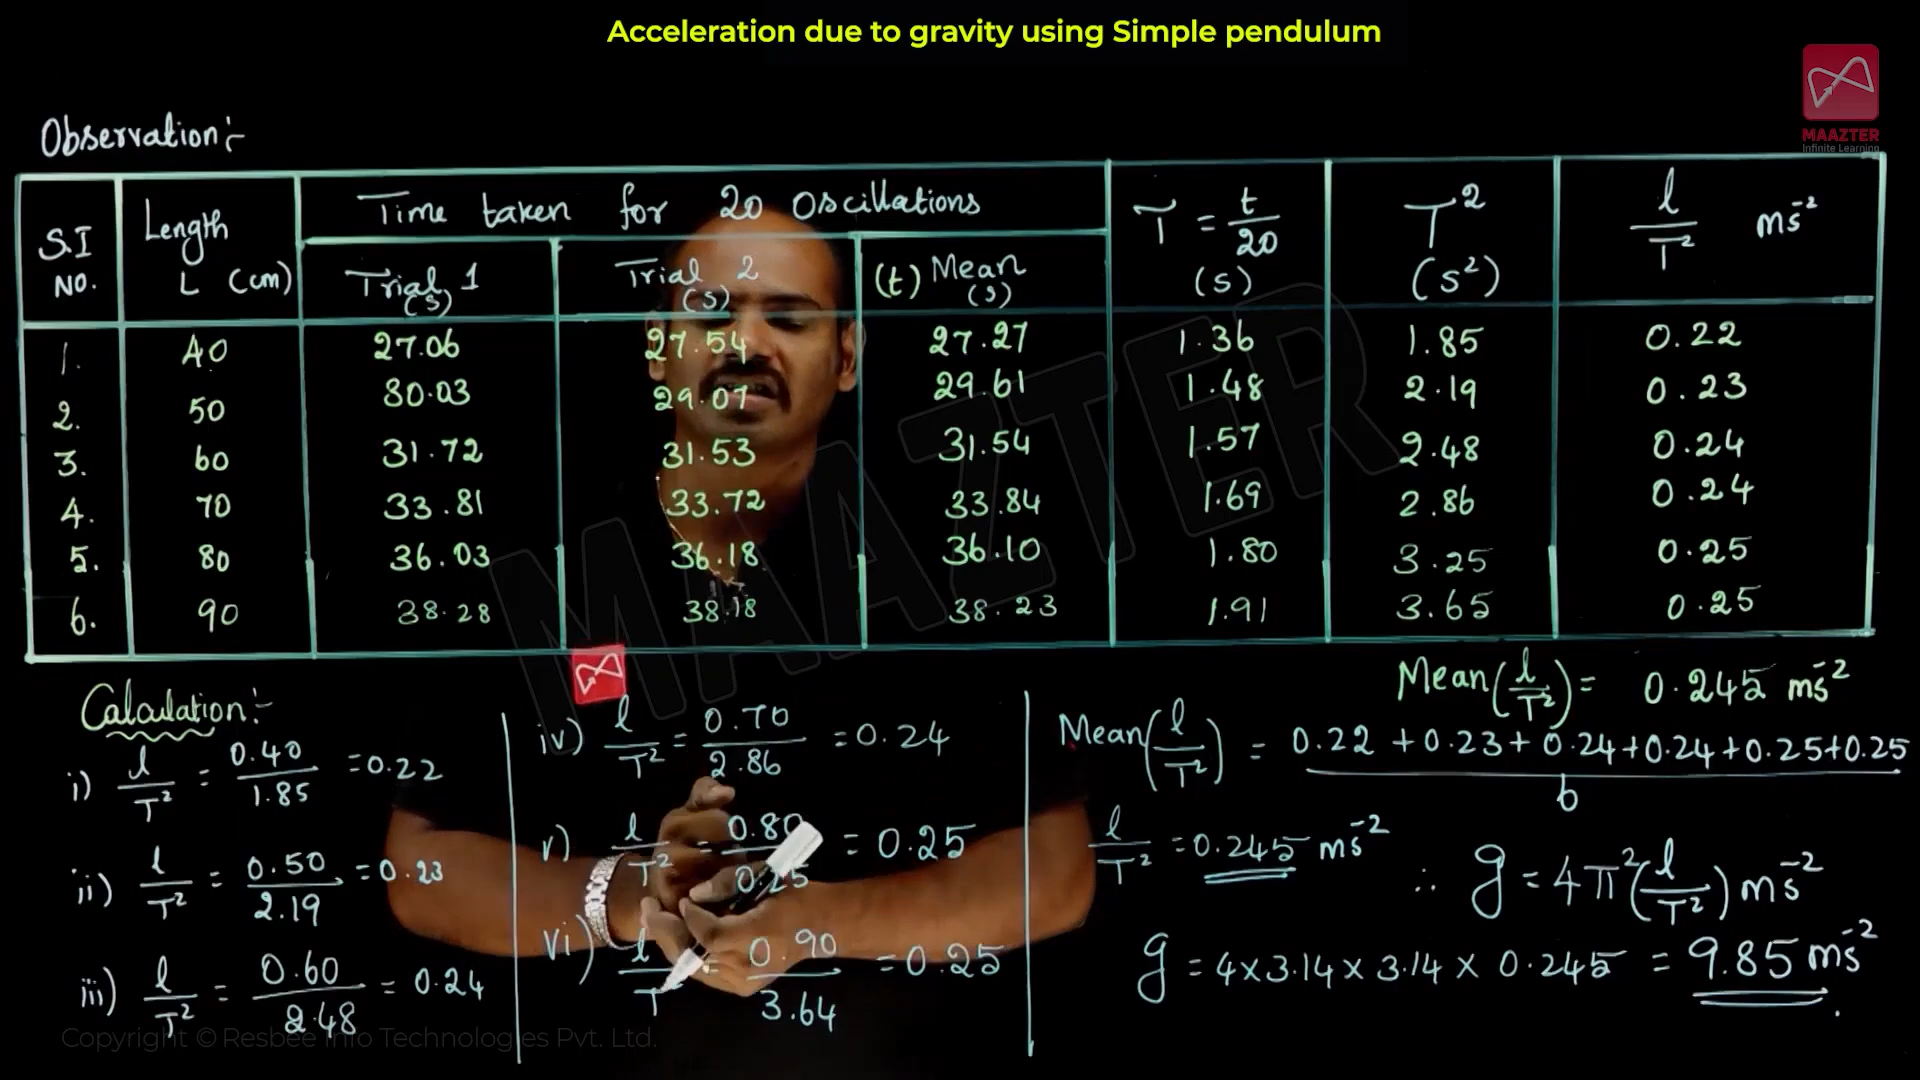 Acceleration due to gravity using Simple pendulum
MAAZTER
Infinite Learning
Observation:-
S.I NO. | Length L (cm) | Time taken for 20 Oscillations | T = t/20 (s) | T² (s²) | l/T² ms⁻²
Trial 1 (s) | Trial 2 (s) | (t) Mean (s)
1. 40 27.06 27.54 27.27 1.36 1.85 0.22
2. 50 30.03 29.07 29.61 1.48 2.19 0.23
3. 60 31.72 31.53 31.54 1.57 2.48 0.24
4. 70 33.81 33.72 33.84 1.69 2.86 0.24
5. 80 36.03 36.18 36.10 1.80 3.25 0.25
6. 90 38.28 38.18 38.23 1.91 3.65 0.25
MAAZTER
Mean (l/T²) = 0.245 ms⁻²
Calculation:-
i) l/T² = 0.40/1.85 = 0.22
ii) l/T² = 0.50/2.19 = 0.23
iii) l/T² = 0.60/2.48 = 0.24
iv) l/T² = 0.70/2.86 = 0.24
v) l/T² = 0.80/0.25 = 0.25
vi) l/T = 0.90/3.64 = 0.25
Mean (l/T²) = 0.22 + 0.23 + 0.24 + 0.24 + 0.25 + 0.25 / 6
l/T² = 0.245 ms⁻²
∴ g = 4π² (l/T²) ms⁻²
g = 4 x 3.14 x 3.14 x 0.245 = 9.85 ms⁻².
Copyright © Resbee Info Technologies Pvt. Ltd.